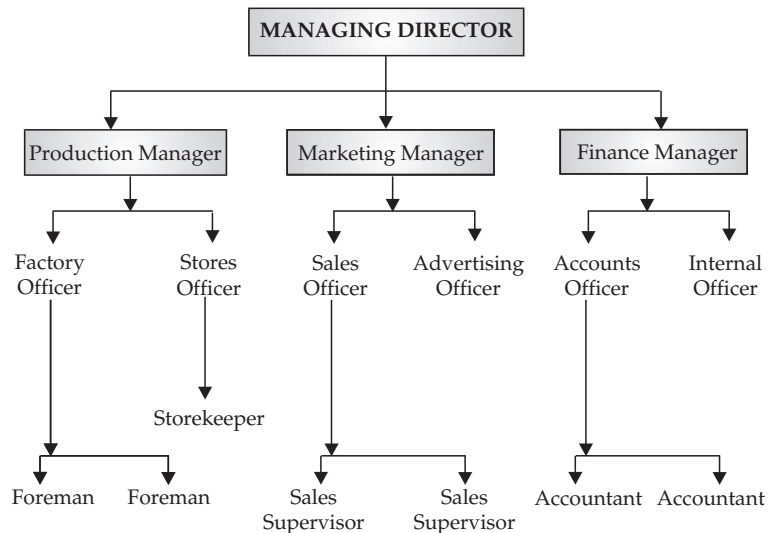 MANAGING DIRECTOR
Production Manager
Marketing Manager
Finance Manager
Factory
Officer
Stores
Officer
Sales
Officer
Advertising
Officer
Accounts
Officer
Internal
Officer
Storekeeper
Foreman
Foreman
Sales
Supervisor
Sales
Supervisor
Accountant
Accountant